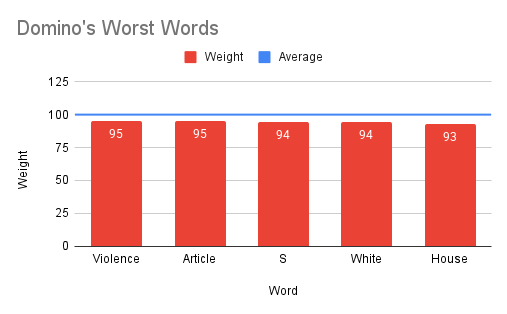 Domino's Worst Words
Weight Average
125
100
95 95 94 94 93
75
50
25
0
Weight
Violence Article S White House
Word